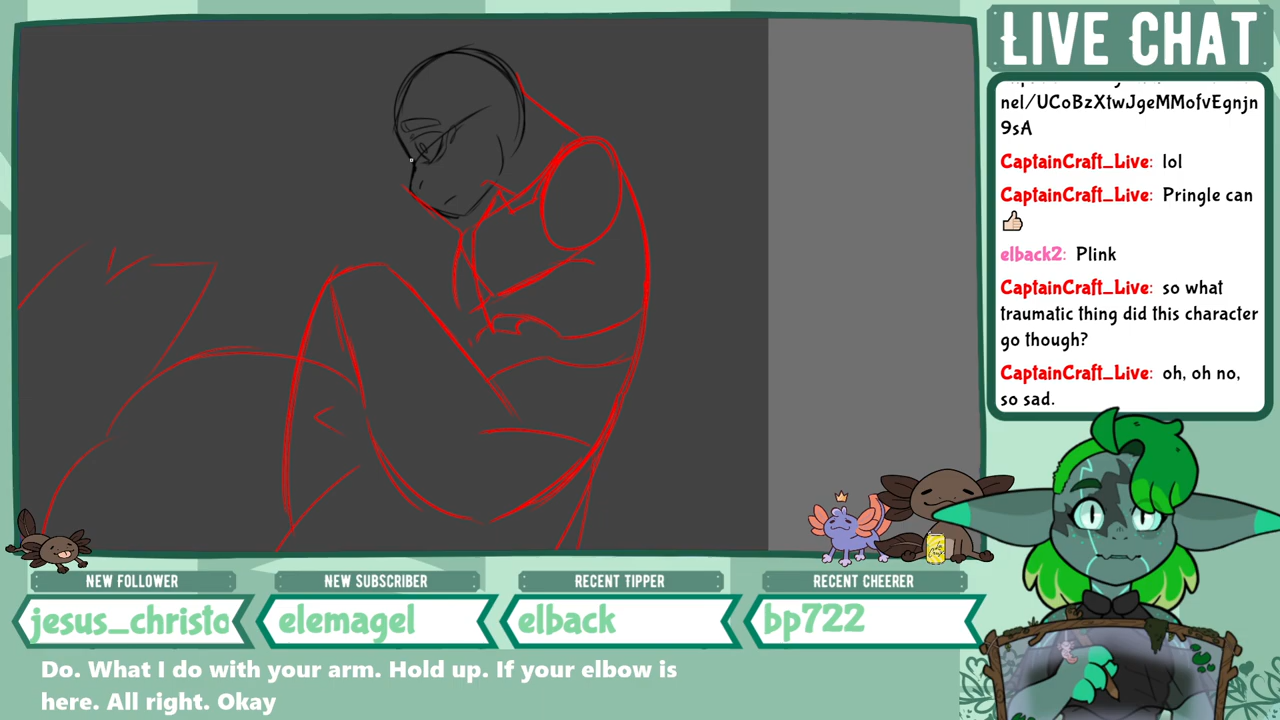 LIVE CHAT
nel/UCoBzXtwJgeMMofvEgnjn
9sA
CaptainCraft_Live: lol
CaptainCraft_Live: Pringle can
👍🏻
elback2: Plink
CaptainCraft_Live: so what
traumatic thing did this character
go though?
CaptainCraft_Live: oh, oh no,
so sad.
NEW FOLLOWER
jesus_christo
NEW SUBSCRIBER
elemagel
RECENT TIPPER
elback
RECENT CHEERER
bp722
Do. What I do with your arm. Hold up. If your elbow is
here. All right. Okay